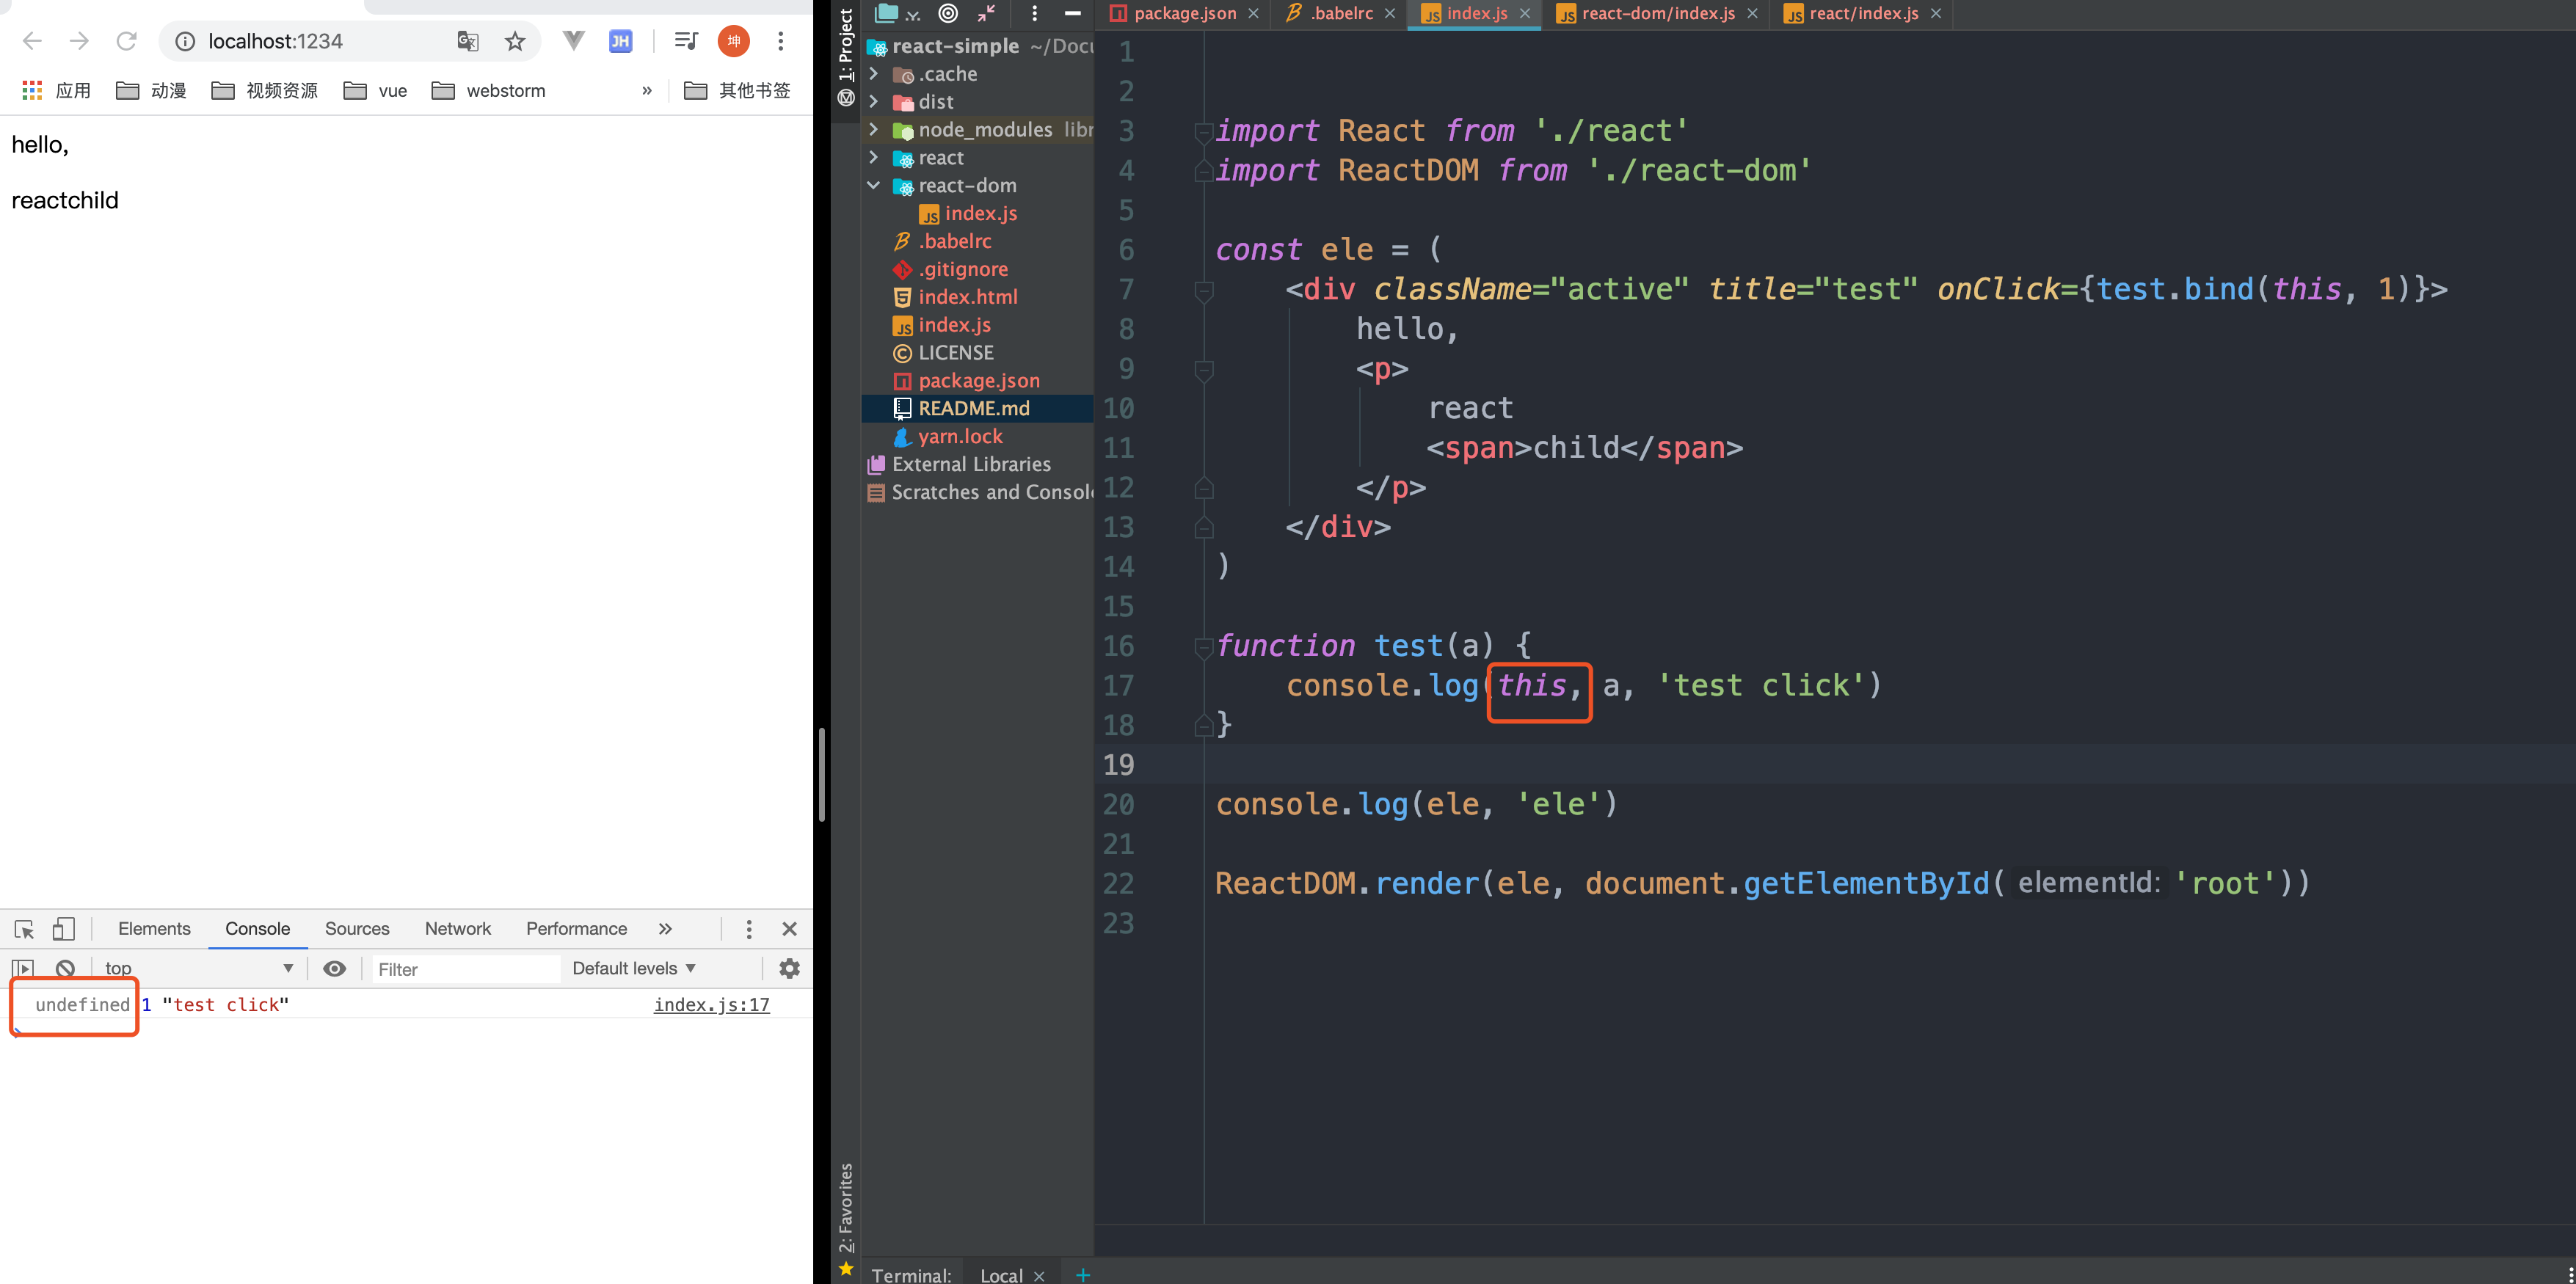 localhost:1234
JH
坤
应用
动漫
视频资源
vue
webstorm
»
其他书签
hello,
reactchild
Elements
Console
Sources
Network
Performance
»
top
Filter
Default levels ▼
undefined 1 "test click"
index.js:17
1: Project
2: Favorites
react-simple ~/Docu
.cache
dist
node_modules libr
react
react-dom
index.js
.babelrc
.gitignore
index.html
index.js
LICENSE
package.json
README.md
yarn.lock
External Libraries
Scratches and Console
package.json
.babelrc
index.js
react-dom/index.js
react/index.js
1
2
3 import React from './react'
4 import ReactDOM from './react-dom'
5
6 const ele = (
7 <div className="active" title="test" onClick={test.bind(this, 1)}>
8 hello,
9 <p>
10 react
11 <span>child</span>
12 </p>
13 </div>
14 )
15
16 function test(a) {
17 console.log(this, a, 'test click')
18 }
19
20 console.log(ele, 'ele')
21
22 ReactDOM.render(ele, document.getElementById( elementId: 'root'))
23
Terminal:
Local